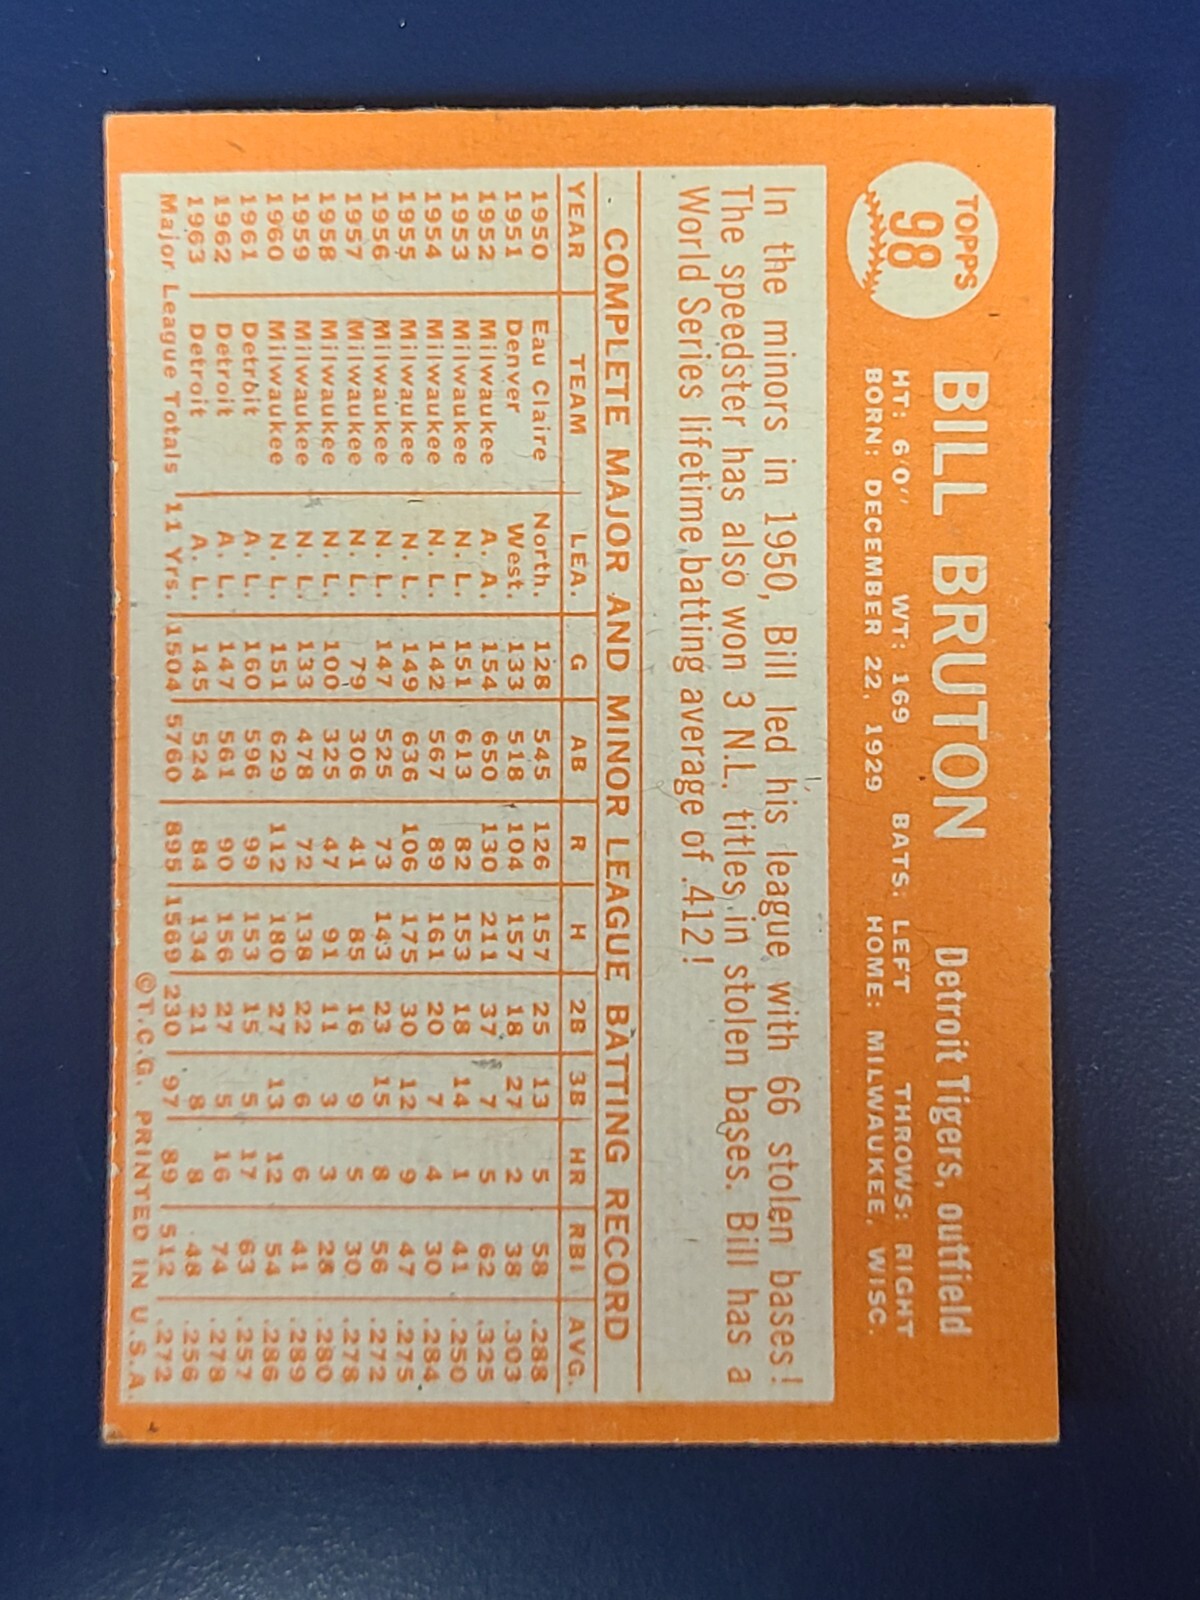 TOPPS
98
BILL BRUTON Detroit Tigers, outfield
HT: 6'0" WT: 169 BATS: LEFT THROWS: RIGHT
BORN: DECEMBER 22, 1929 HOME: MILWAUKEE, WISC.
In the minors in 1950, Bill led his league with 66 stolen bases!
The speedster has also won 3 N.L. titles in stolen bases. Bill has a
World Series lifetime batting average of .412!
COMPLETE MAJOR AND MINOR LEAGUE BATTING RECORD
YEAR TEAM LEA. G AB R H 2B 3B HR RBI AVG.
1950 Eau Claire North. 128 545 126 157 25 13 5 58 .288
1951 Denver West. 133 518 104 157 18 27 2 38 .303
1952 Milwaukee A. A. 154 650 130 211 37 7 5 62 .325
1953 Milwaukee N. L. 151 613 82 153 18 14 1 41 .250
1954 Milwaukee N. L. 142 567 89 161 20 7 4 30 .284
1955 Milwaukee N. L. 149 636 106 175 30 12 9 47 .275
1956 Milwaukee N. L. 147 525 73 143 23 15 8 56 .272
1957 Milwaukee N. L. 79 306 41 85 16 9 5 30 .278
1958 Milwaukee N. L. 100 325 47 91 11 3 3 28 .280
1959 Milwaukee N. L. 133 478 72 138 22 6 6 41 .289
1960 Milwaukee N. L. 151 629 112 180 27 13 12 54 .286
1961 Detroit A. L. 160 596 99 153 15 5 17 63 .257
1962 Detroit A. L. 147 561 90 156 27 5 16 74 .278
1963 Detroit A. L. 145 524 84 134 21 8 8 48 .256
Major League Totals 11 Yrs. 1504 5760 895 1569 230 97 89 512 .272
©T.C.G. PRINTED IN U.S.A.